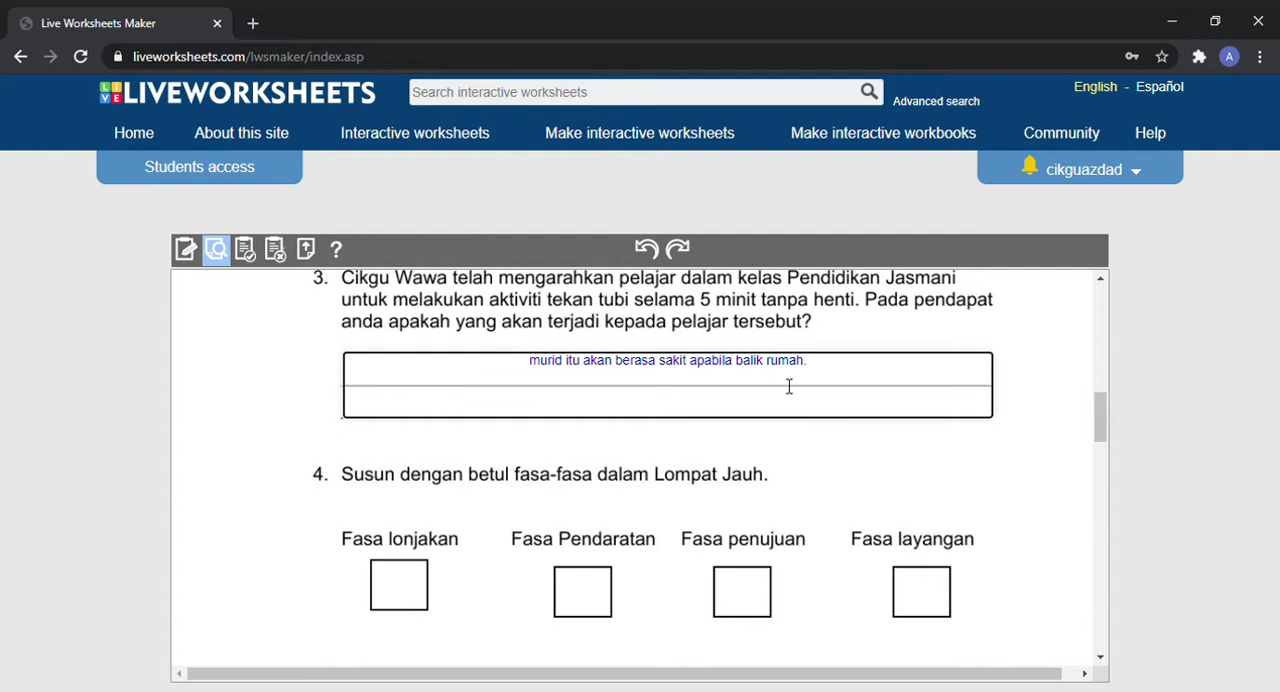 Live Worksheets Maker
liveworksheets.com/lwsmaker/index.asp
A
LIVE LIVEWORKSHEETS
Search interactive worksheets
Advanced search
English - Español
Home
About this site
Interactive worksheets
Make interactive worksheets
Make interactive workbooks
Community
Help
Students access
cikguazdad
?
3. Cikgu Wawa telah mengarahkan pelajar dalam kelas Pendidikan Jasmani
untuk melakukan aktiviti tekan tubi selama 5 minit tanpa henti. Pada pendapat
anda apakah yang akan terjadi kepada pelajar tersebut?
murid itu akan berasa sakit apabila balik rumah.
4. Susun dengan betul fasa-fasa dalam Lompat Jauh.
Fasa lonjakan
Fasa Pendaratan
Fasa penujuan
Fasa layangan